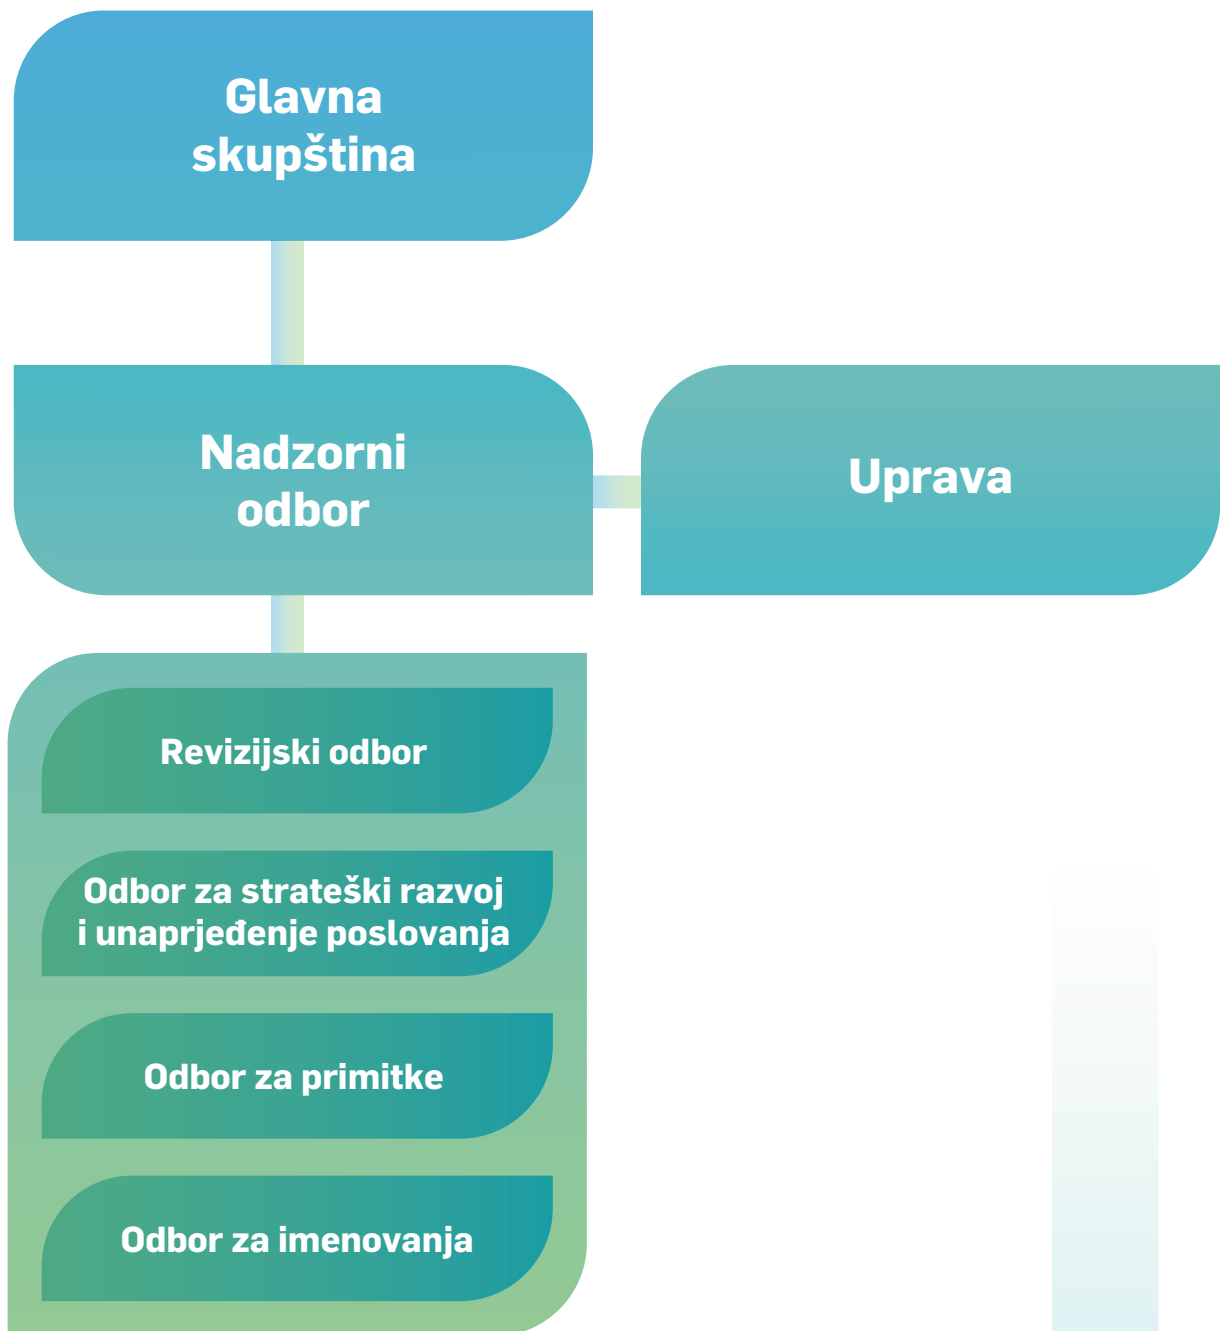 Glavna
skupština
Nadzorni
odbor
Uprava
Revizijski odbor
Odbor za strateški razvoj
i unaprjeđenje poslovanja
Odbor za primitke
Odbor za imenovanja